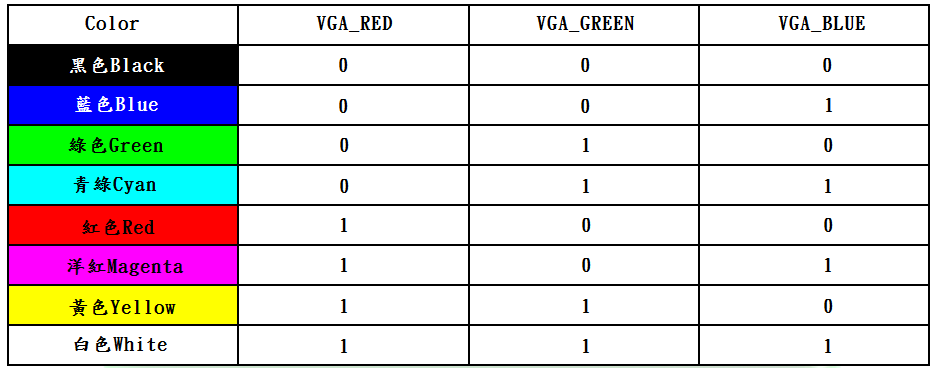 Color VGA_RED VGA_GREEN VGA_BLUE
黑色Black 0 0 0
藍色Blue 0 0 1
綠色Green 0 1 0
青綠Cyan 0 1 1
紅色Red 1 0 0
洋紅Magenta 1 0 1
黃色Yellow 1 1 0
白色White 1 1 1